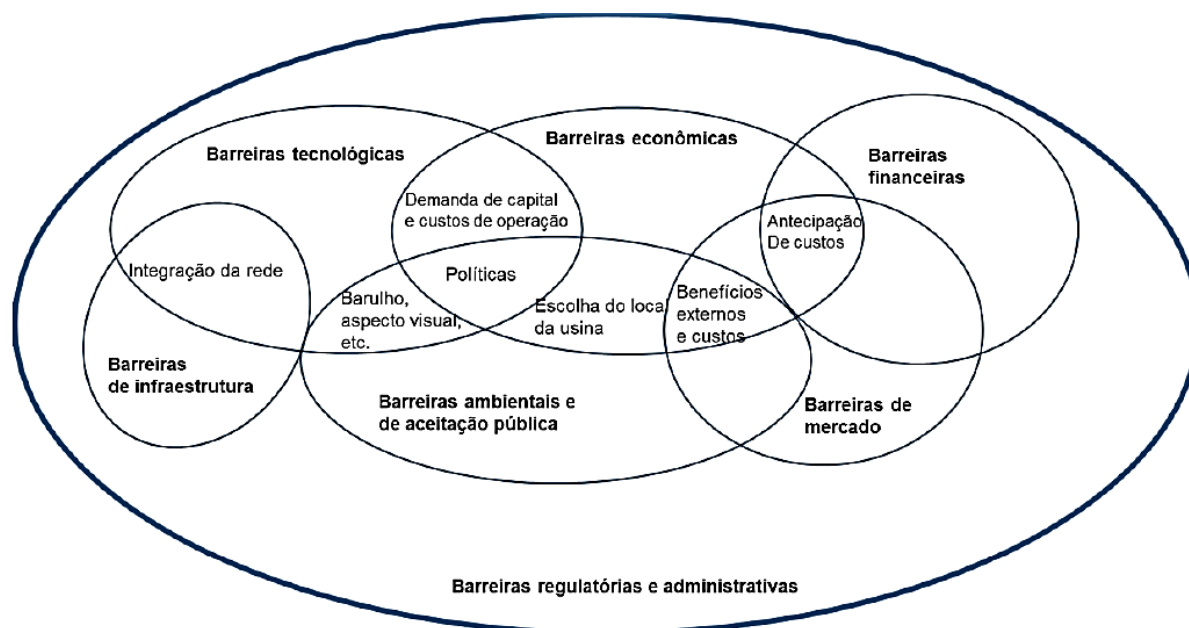 Barreiras tecnológicas
Barreiras econômicas
Barreiras
financeiras
Demanda de capital
e custos de operação
Antecipação
De custos
Integração da rede
Políticas
Barulho,
aspecto visual,
etc.
Escolha do local
da usina
Benefícios
externos
e custos
Barreiras
de infraestrutura
Barreiras ambientais e
de aceitação pública
Barreiras de
mercado
Barreiras regulatórias e administrativas